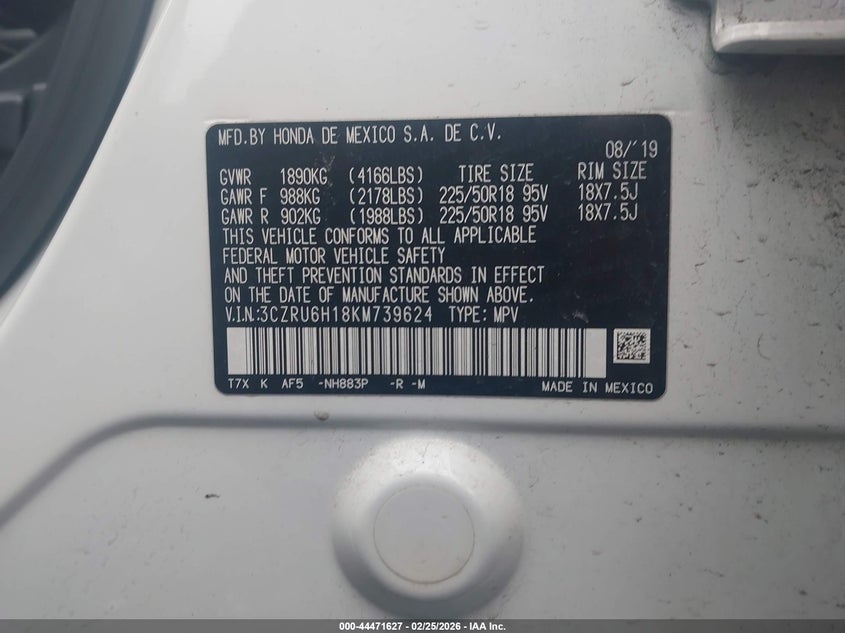 MFD.BY HONDA DE MEXICO S.A. DE C.V.
08/'19
GVWR 1890KG (4166LBS) TIRE SIZE RIM SIZE
GAWR F 988KG (2178LBS) 225/50R18 95V 18X7.5J
GAWR R 902KG (1988LBS) 225/50R18 95V 18X7.5J
THIS VEHICLE CONFORMS TO ALL APPLICABLE
FEDERAL MOTOR VEHICLE SAFETY
AND THEFT PREVENTION STANDARDS IN EFFECT
ON THE DATE OF MANUFACTURE SHOWN ABOVE.
V.I.N.:3CZRU6H18KM739624 TYPE: MPV
T7X K AF5 -NH883P -R -M MADE IN MEXICO
000-44471627 - 02/25/2026 - IAA Inc.